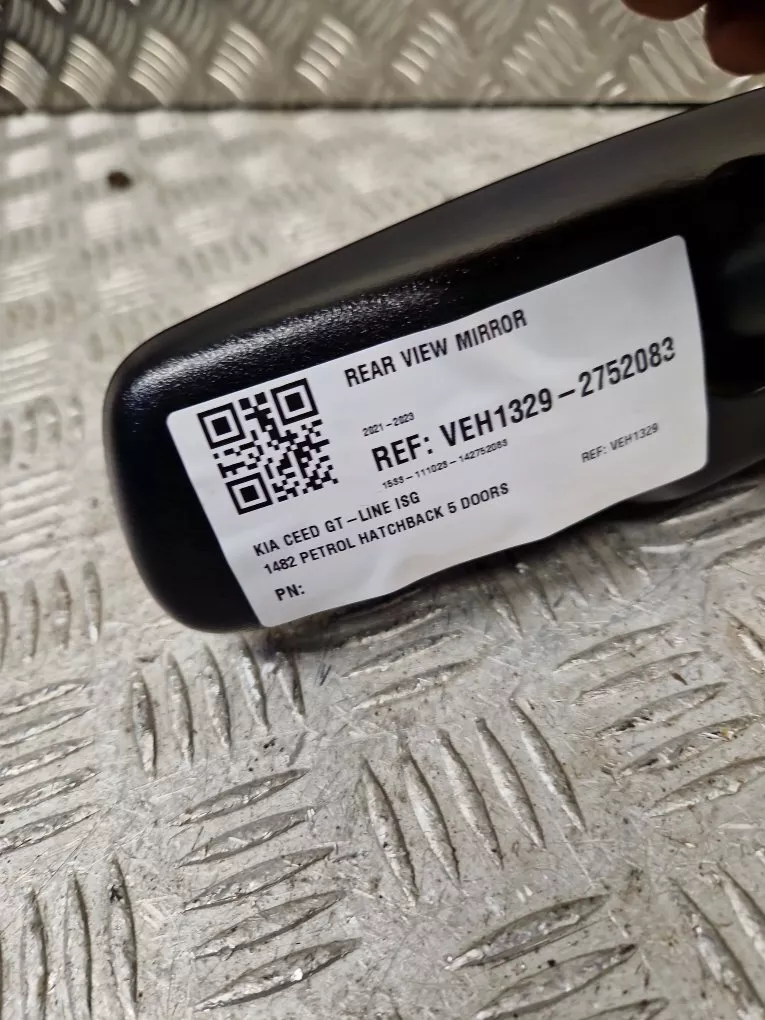 REAR VIEW MIRROR
2021-2023
REF: VEH1329-2752083
1533-111023-142752083
REF: VEH1329
KIA CEED GT-LINE ISG
1482 PETROL HATCHBACK 5 DOORS
PN: